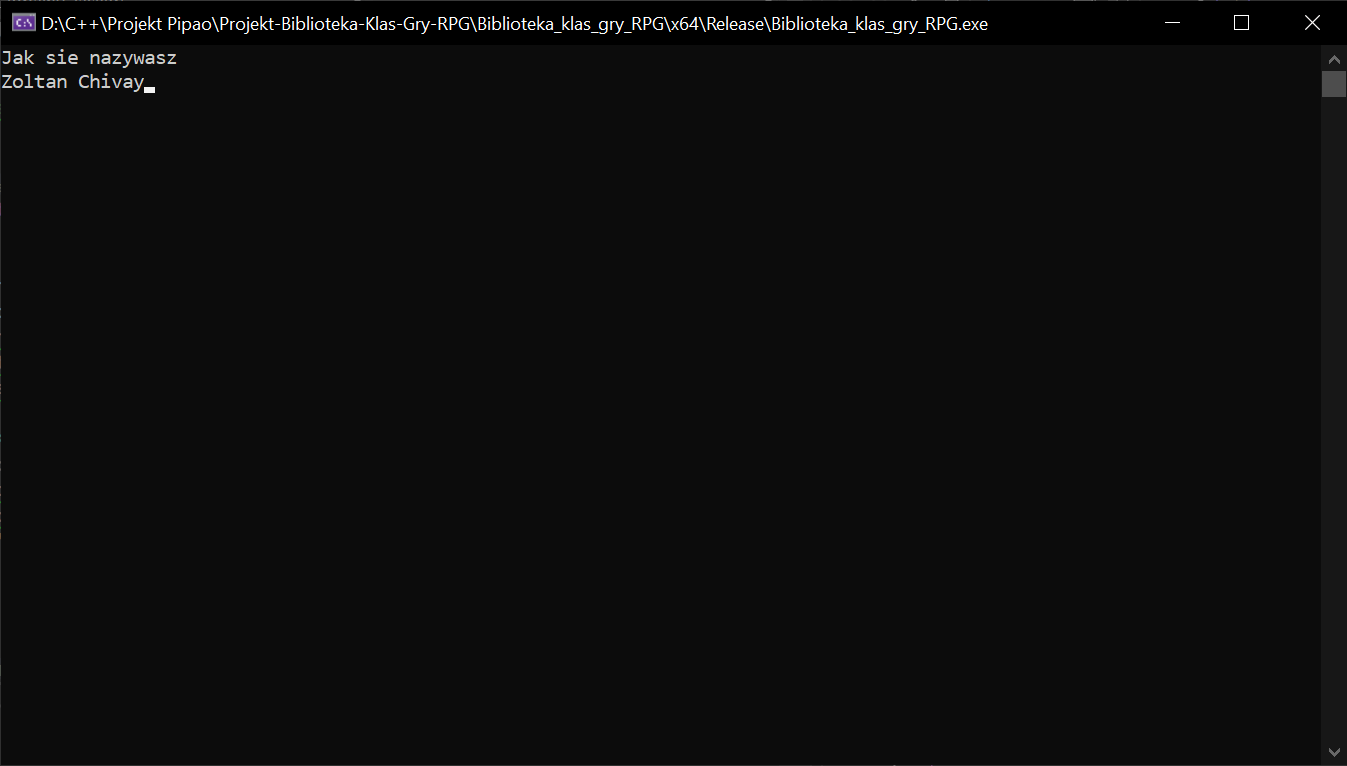 D:\C++\Projekt Pipao\Projekt-Biblioteka-Klas-Gry-RPG\Biblioteka_klas_gry_RPG\x64\Release\Biblioteka_klas_gry_RPG.exe
Jak sie nazywasz
Zoltan Chivay